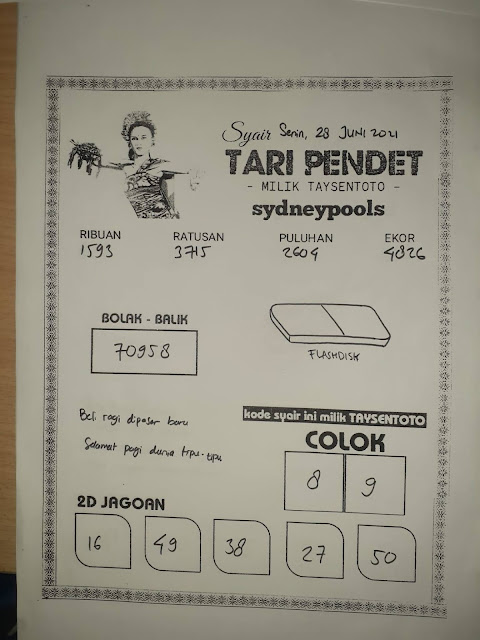 Syair Senin, 28 JUNI 2021
TARI PENDET
- MILIK TAYSENTOTO -
sydneypools
RIBUAN RATUSAN PULUHAN EKOR
1593 3715 2604 4826
BOLAK - BALIK
70958
FLASHDISK
Beli ragi dipasar baru
Selamat pagi dunia tipu-tipu
kode syair ini milik TAYSENTOTO
COLOK
8 9
2D JAGOAN
16 49 38 27 50